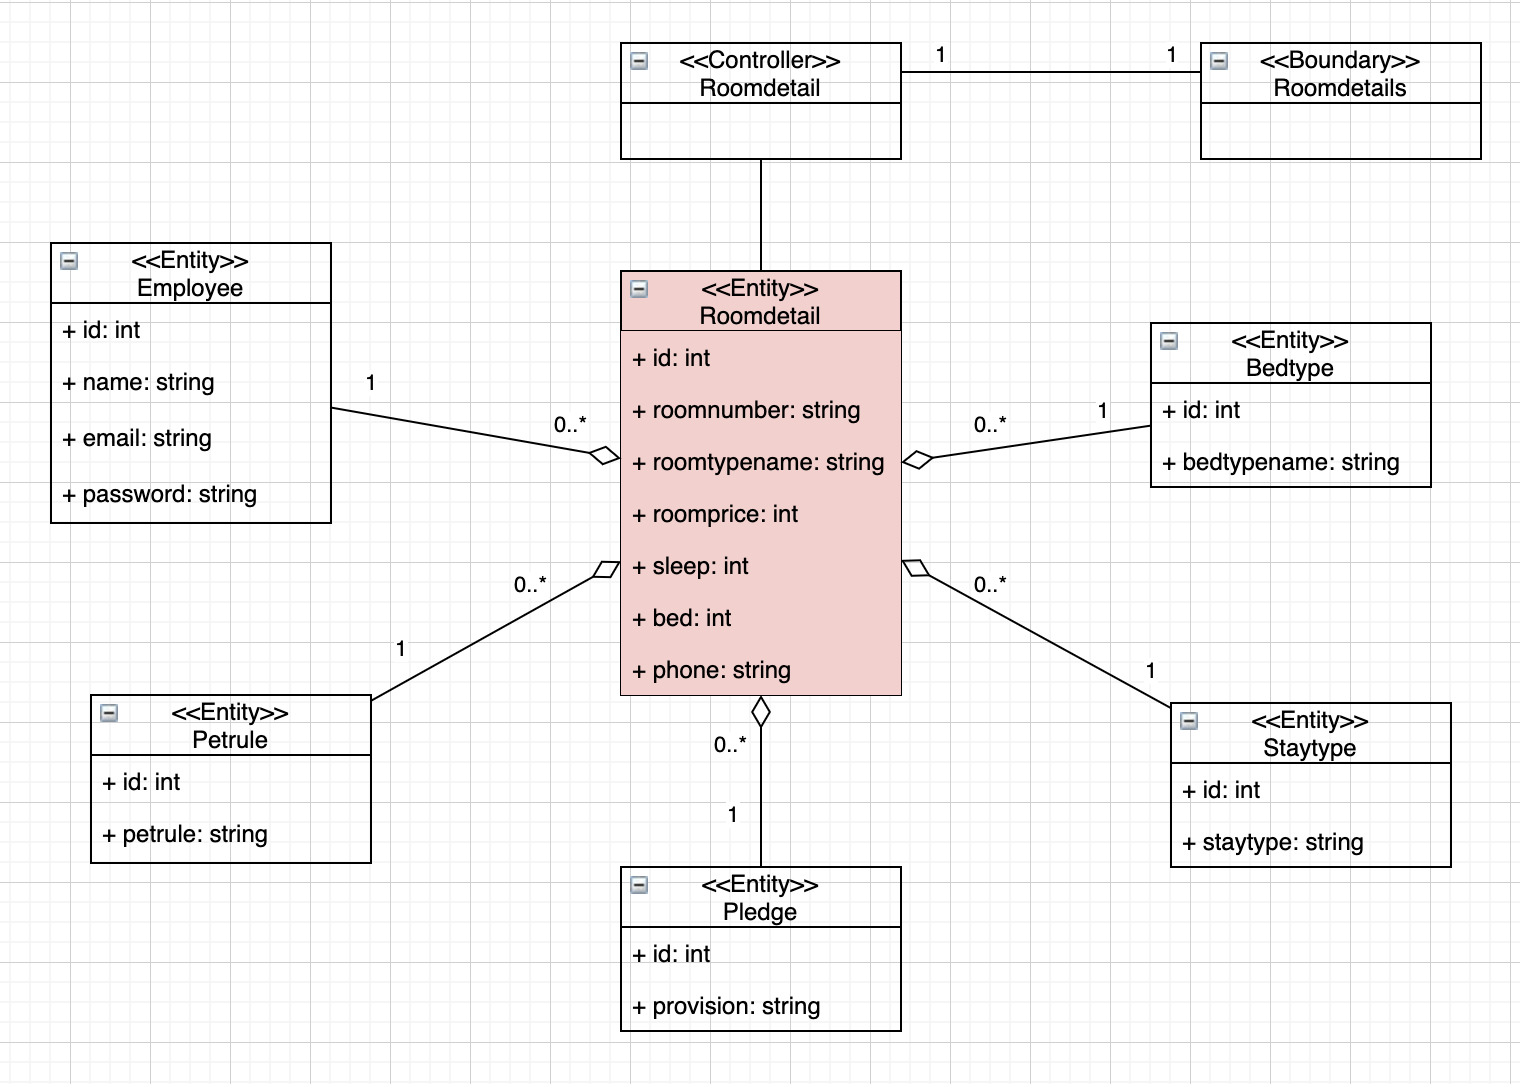 <<Controller>>
Roomdetail
1
1
<<Boundary>>
Roomdetails
<<Entity>>
Employee
+ id: int
+ name: string
+ email: string
+ password: string
1
0..*
<<Entity>>
Roomdetail
+ id: int
+ roomnumber: string
+ roomtypename: string
+ roomprice: int
+ sleep: int
+ bed: int
+ phone: string
0..*
1
<<Entity>>
Bedtype
+ id: int
+ bedtypename: string
0..*
1
<<Entity>>
Petrule
+ id: int
+ petrule: string
0..*
1
<<Entity>>
Staytype
+ id: int
+ staytype: string
0..*
1
<<Entity>>
Pledge
+ id: int
+ provision: string